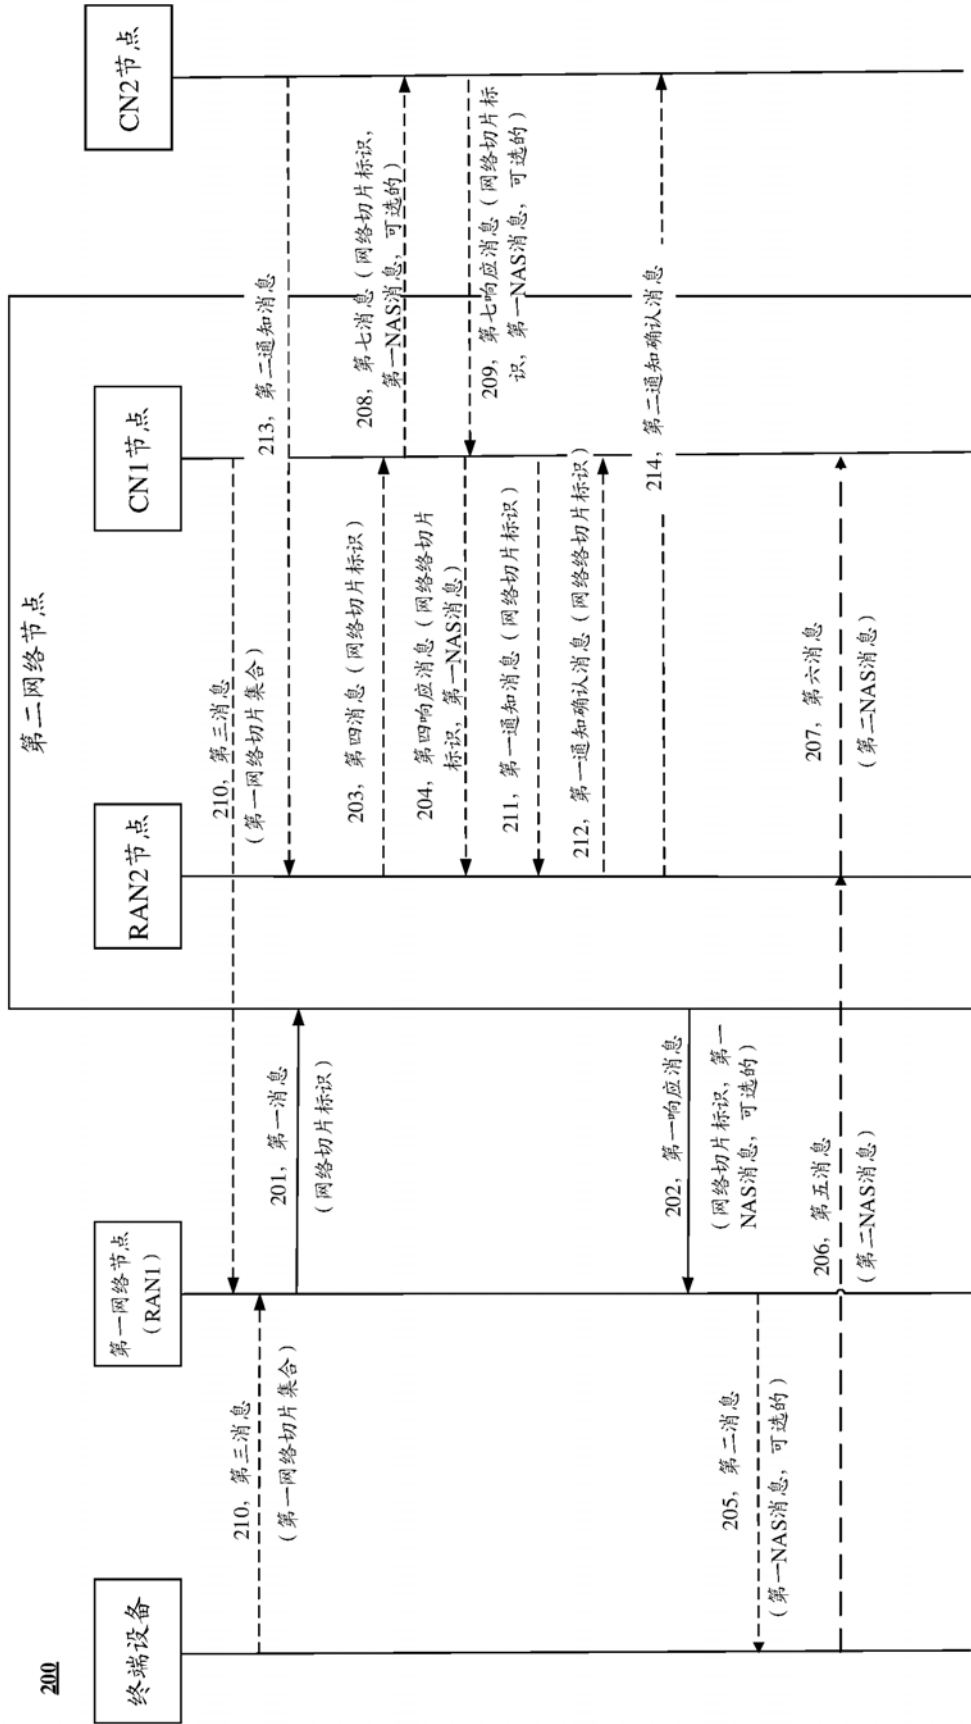 200
第二网络节点
终端设备
第一网络节点
(RAN1)
RAN2节点
CN1节点
CN2节点
210，第三消息
(第一网络切片集合)
210，第三消息
(第一网络切片集合)
213，第二通知消息
201，第一消息
(网络切片标识)
203，第四消息(网络切片标识)
208，第七消息(网络切片标识，
第一NAS消息，可选的)
204，第四响应消息(网络络切片
标识，第一NAS消息)
209，第七响应消息(网络切片标
识，第一NAS消息，可选的)
211，第一通知消息(网络切片标识)
212，第一通知确认消息(网络络切片标识)
214，第二通知确认消息
202，第一响应消息
(网络切片标识，第一
NAS消息，可选的)
205，第二消息
(第一NAS消息，可选的)
206，第五消息
(第二NAS消息)
207，第六消息
(第二NAS消息)